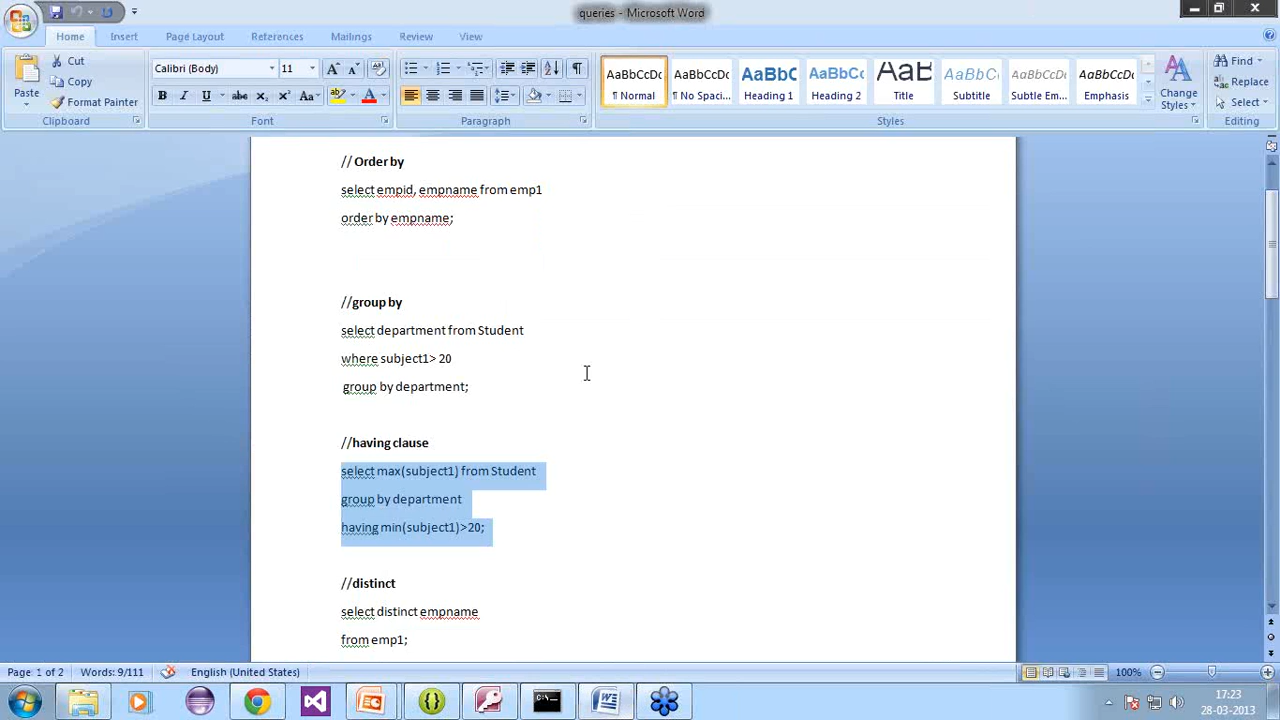 queries - Microsoft Word
Home Insert Page Layout References Mailings Review View
Paste
Cut
Copy
Format Painter
Clipboard
Calibri (Body) 11
Font
Paragraph
AaBbCcDc ¶ Normal
AaBbCcDc ¶ No Spaci...
AaBbC Heading 1
AaBbCc Heading 2
AaB Title
AaBbCc. Subtitle
AaBbCcDc Subtle Em...
AaBbCcDc Emphasis
Change Styles
Styles
Find
Replace
Select
Editing
// Order by
select empid, empname from emp1
order by empname;
//group by
select department from Student
where subject1> 20
group by department;
//having clause
select max(subject1) from Student
group by department
having min(subject1)>20;
//distinct
select distinct empname
from emp1;
Page: 1 of 2 Words: 9/111 English (United States) 100%
17:23
28-03-2013